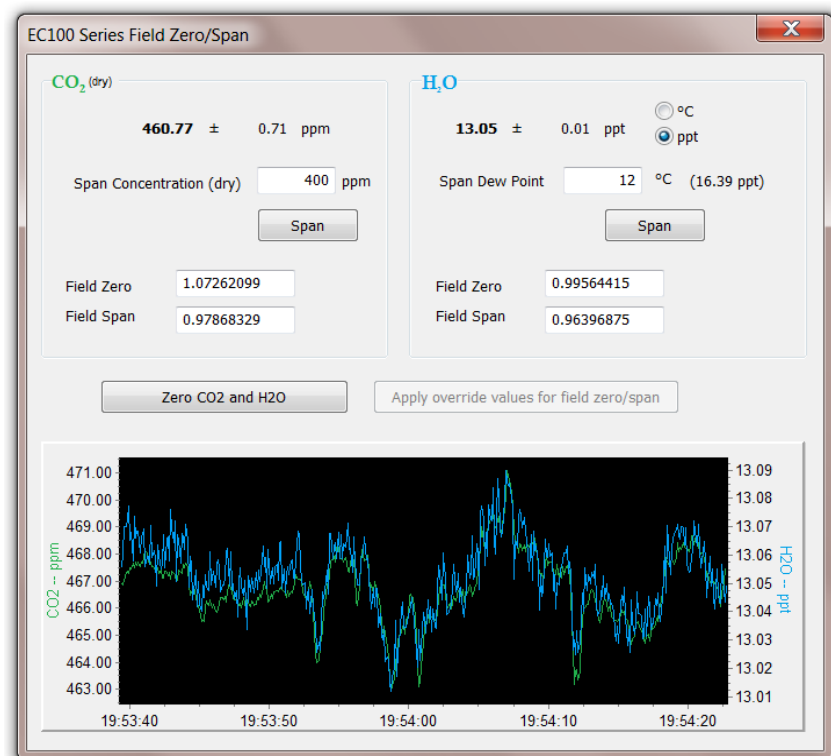 EC100 Series Field Zero/Span
CO₂ (dry)
460.77 ± 0.71 ppm
Span Concentration (dry) 400 ppm
Span
Field Zero 1.07262099
Field Span 0.97868329
H₂O
13.05 ± 0.01 ppt
°C
ppt
Span Dew Point 12 °C (16.39 ppt)
Span
Field Zero 0.99564415
Field Span 0.96396875
Zero CO2 and H2O
Apply override values for field zero/span
CO2 -- ppm
471.00
470.00
469.00
468.00
467.00
466.00
465.00
464.00
463.00
13.09
13.08
13.07
13.06
13.05
13.04
13.03
13.02
13.01
H2O -- ppt
19:53:40 19:53:50 19:54:00 19:54:10 19:54:20